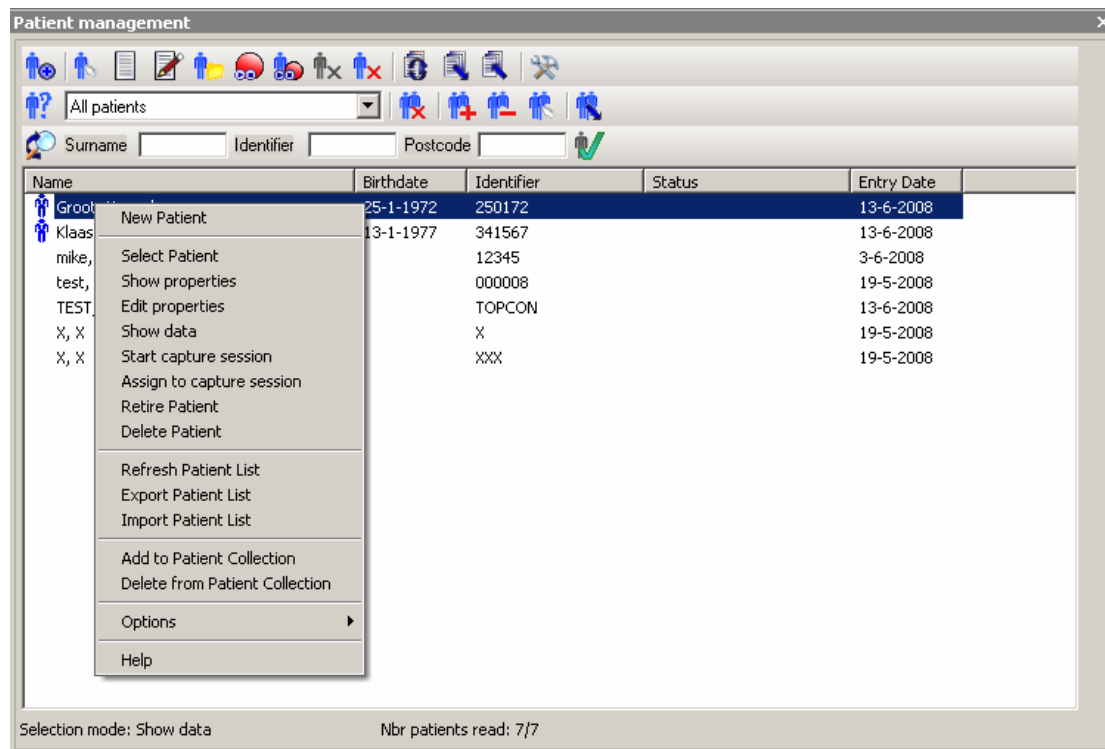 Patient management
All patients
Surname Identifier Postcode
Name Birthdate Identifier Status Entry Date
25-1-1972 250172 13-6-2008
Klaas 13-1-1977 341567 13-6-2008
mike, 12345 3-6-2008
test, 000008 19-5-2008
TEST, TOPCON 13-6-2008
X, X X 19-5-2008
X, X XXX 19-5-2008
New Patient
Select Patient
Show properties
Edit properties
Show data
Start capture session
Assign to capture session
Retire Patient
Delete Patient
Refresh Patient List
Export Patient List
Import Patient List
Add to Patient Collection
Delete from Patient Collection
Options
Help
Selection mode: Show data Nbr patients read: 7/7